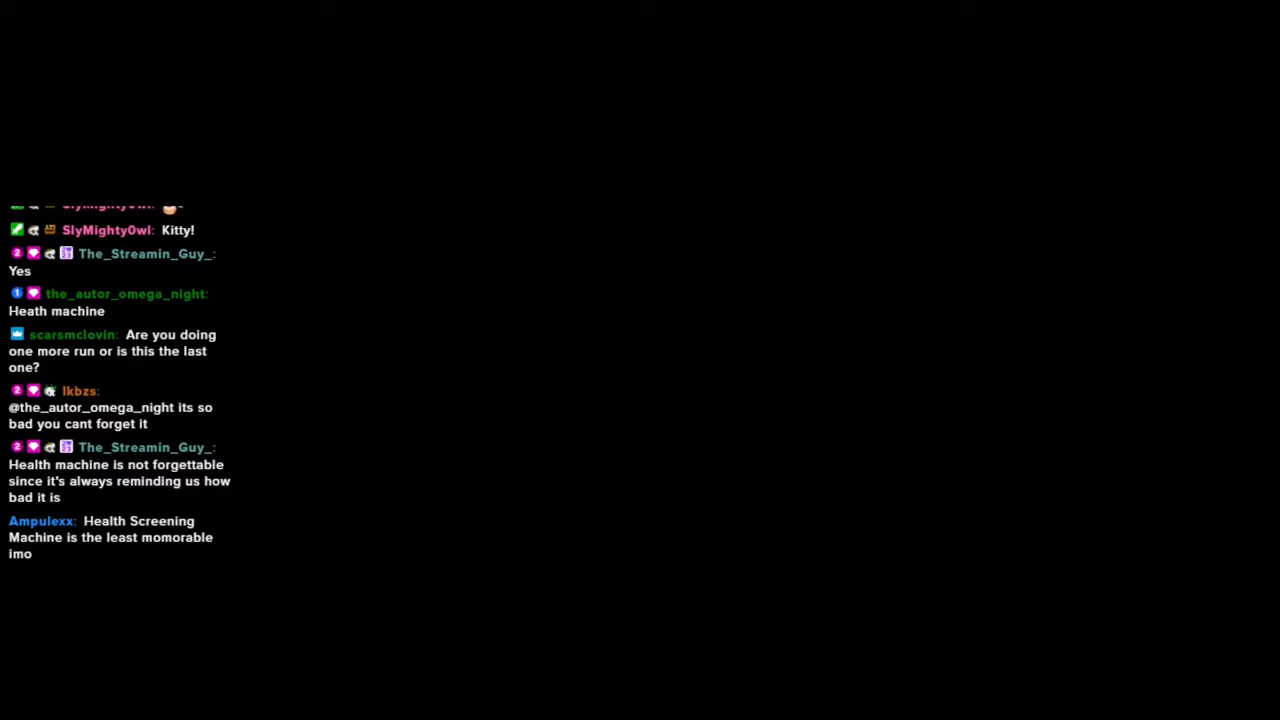 SlyMighty0wl:
SlyMighty0wl: Kitty!
The_Streamin_Guy_:
Yes
the_autor_omega_night:
Heath machine
scarsmclovin: Are you doing
one more run or is this the last
one?
lkbzs:
@the_autor_omega_night its so
bad you cant forget it
The_Streamin_Guy_:
Health machine is not forgettable
since it's always reminding us how
bad it is
Ampulexx: Health Screening
Machine is the least momorable
imo